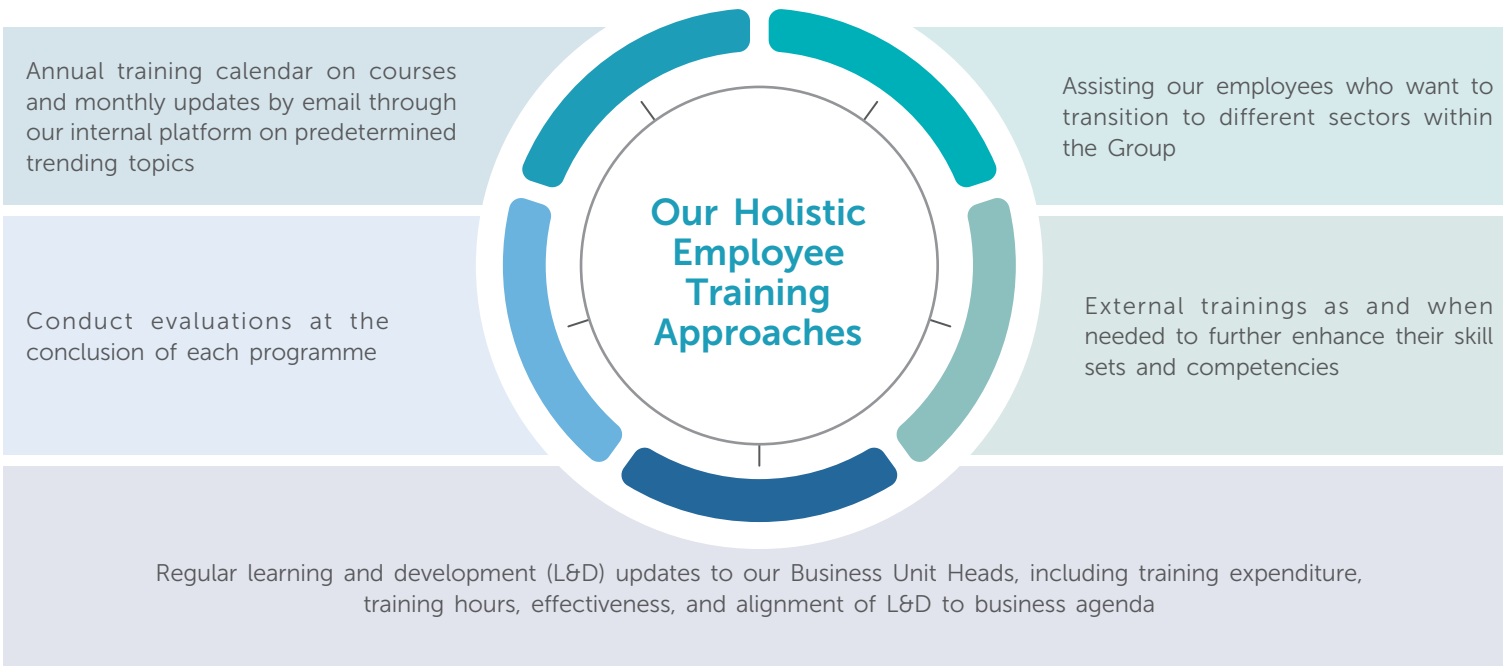 Annual training calendar on courses
and monthly updates by email through
our internal platform on predetermined
trending topics
Assisting our employees who want to
transition to different sectors within
the Group
Our Holistic
Employee
Training
Approaches
Conduct evaluations at the
conclusion of each programme
External trainings as and when
needed to further enhance their skill
sets and competencies
Regular learning and development (L&D) updates to our Business Unit Heads, including training expenditure,
training hours, effectiveness, and alignment of L&D to business agenda